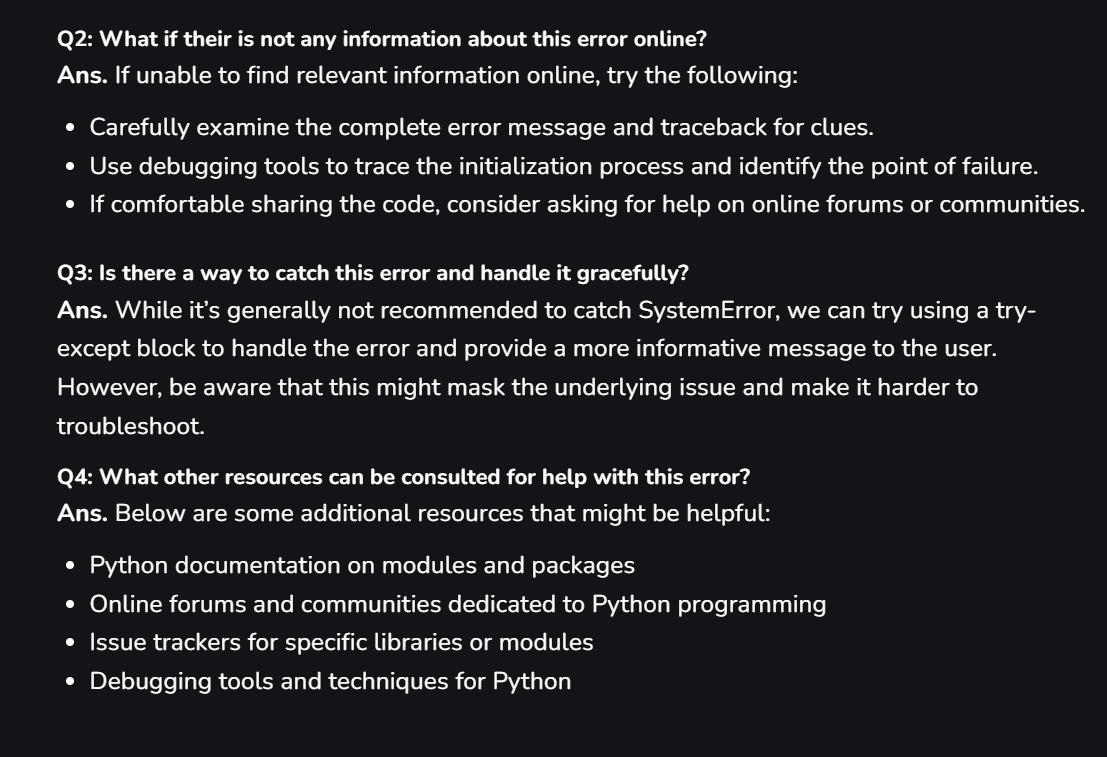 Q2: What if their is not any information about this error online?
Ans. If unable to find relevant information online, try the following:
• Carefully examine the complete error message and traceback for clues.
• Use debugging tools to trace the initialization process and identify the point of failure.
• If comfortable sharing the code, consider asking for help on online forums or communities.
Q3: Is there a way to catch this error and handle it gracefully?
Ans. While it’s generally not recommended to catch SystemError, we can try using a try-
except block to handle the error and provide a more informative message to the user.
However, be aware that this might mask the underlying issue and make it harder to
troubleshoot.
Q4: What other resources can be consulted for help with this error?
Ans. Below are some additional resources that might be helpful:
• Python documentation on modules and packages
• Online forums and communities dedicated to Python programming
• Issue trackers for specific libraries or modules
• Debugging tools and techniques for Python